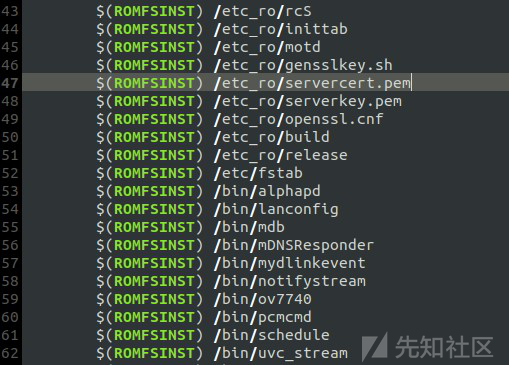 43 $(ROMFSINST) /etc_ro/rcS
44 $(ROMFSINST) /etc_ro/inittab
45 $(ROMFSINST) /etc_ro/motd
46 $(ROMFSINST) /etc_ro/gensslkey.sh
47 $(ROMFSINST) /etc_ro/servercert.pem
48 $(ROMFSINST) /etc_ro/serverkey.pem
49 $(ROMFSINST) /etc_ro/openssl.cnf
50 $(ROMFSINST) /etc_ro/build
51 $(ROMFSINST) /etc_ro/release
52 $(ROMFSINST) /etc/fstab
53 $(ROMFSINST) /bin/alphapd
54 $(ROMFSINST) /bin/lanconfig
55 $(ROMFSINST) /bin/mdb
56 $(ROMFSINST) /bin/mDNSResponder
57 $(ROMFSINST) /bin/mydlinkevent
58 $(ROMFSINST) /bin/notifystream
59 $(ROMFSINST) /bin/ov7740
60 $(ROMFSINST) /bin/pcmcmd
61 $(ROMFSINST) /bin/schedule
62 $(ROMFSINST) /bin/uvc_stream
先知社区